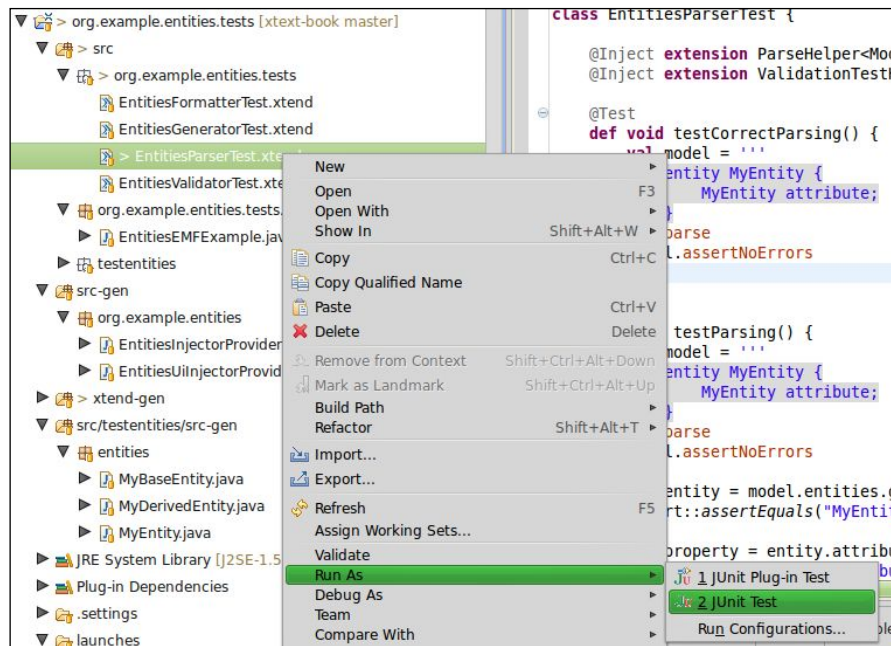 > org.example.entities.tests [xtext-book master]
> src
> org.example.entities.tests
EntitiesFormatterTest.xtend
EntitiesGeneratorTest.xtend
> EntitiesParserTest.xte
EntitiesValidatorTest.xte
org.example.entities.tests.
EntitiesEMFExample.jav
testentities
src-gen
org.example.entities
EntitiesInjectorProvider
EntitiesUiInjectorProvid
> xtend-gen
src/testentities/src-gen
entities
MyBaseEntity.java
MyDerivedEntity.java
MyEntity.java
JRE System Library [J2SE-1.5
Plug-in Dependencies
.settings
launches
New
Open F3
Open With
Show In Shift+Alt+W
Copy Ctrl+C
Copy Qualified Name
Paste Ctrl+V
Delete Delete
Remove from Context Shift+Ctrl+Alt+Down
Mark as Landmark Shift+Ctrl+Alt+Up
Build Path
Refactor Shift+Alt+T
Import...
Export...
Refresh F5
Assign Working Sets...
Validate
Run As
Debug As
Team
Compare With
1 JUnit Plug-in Test
2 JUnit Test
Run Configurations...
class EntitiesParserTest {
@Inject extension ParseHelper<Mod
@Inject extension ValidationTestH
@Test
def void testCorrectParsing() {
val model = '''
entity MyEntity {
MyEntity attribute;
}
parse
l.assertNoErrors
testParsing() {
model = '''
entity MyEntity {
MyEntity attribute;
}
parse
l.assertNoErrors
entity = model.entities.g
rt::assertEquals("MyEntit
property = entity.attribu